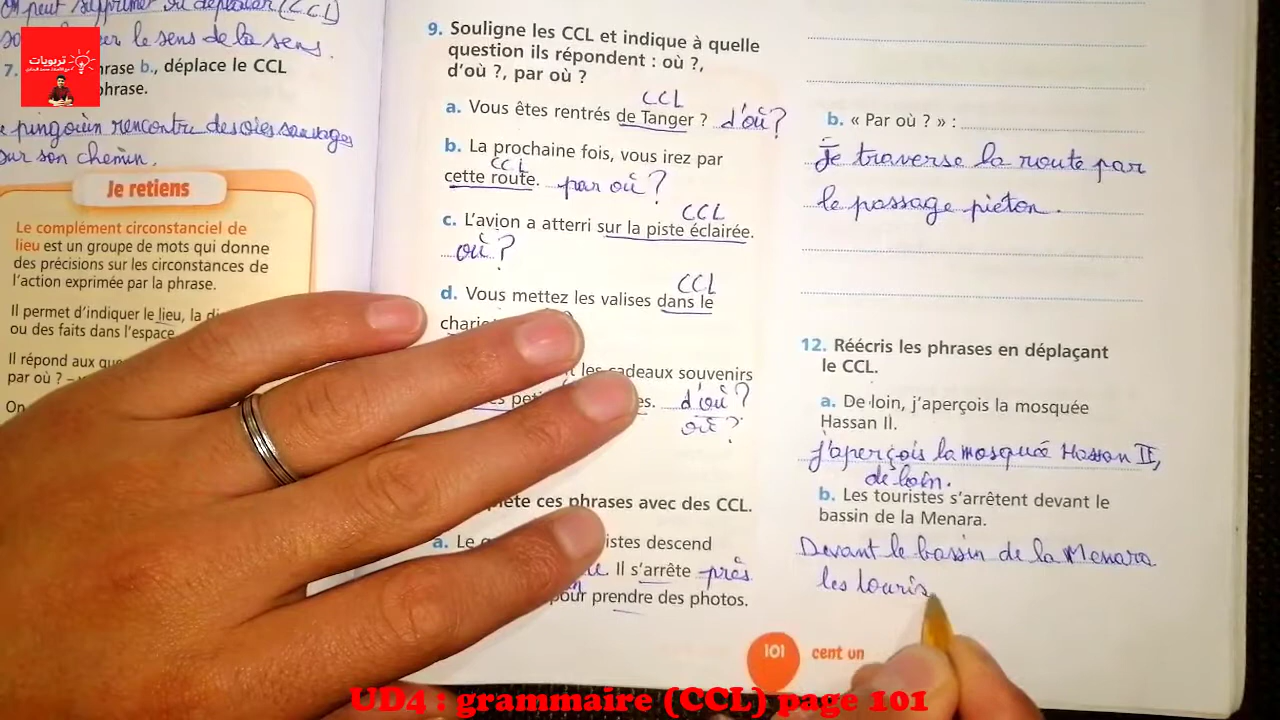 on peut supprimer ou déplacer (CCL)
le sens de la sens.
تربويات
7. phrase b., déplace le CCL
phrase.
pingouin rencontre des oies sauvages
sur son chemin.
Je retiens
Le complément circonstanciel de
lieu est un groupe de mots qui donne
des précisions sur les circonstances de
l'action exprimée par la phrase.
Il permet d'indiquer le lieu, la
ou des faits dans l'espace
Il répond aux
par où ? –
On
9. Souligne les CCL et indique à quelle
question ils répondent : où ?,
d'où ?, par où ?
CCL
a. Vous êtes rentrés de Tanger ? d'où ?
b. La prochaine fois, vous irez par
CCL
cette route. par où ?
CCL
c. L'avion a atterri sur la piste éclairée.
où ?
CCL
d. Vous mettez les valises dans le
les cadeaux souvenirs
d'où ?
où ?
ces phrases avec des CCL.
a. Le descend
Il s'arrête près
pour prendre des photos.
b. « Par où ? » :
Je traverse la route par
le passage pieton.
12. Réécris les phrases en déplaçant
le CCL.
a. De loin, j'aperçois la mosquée
Hassan II.
J'aperçois la mosquée Hassan II,
de loin.
b. Les touristes s'arrêtent devant le
bassin de la Menara.
Devant le bassin de la Menara
les touris
101 cent un
UD4 : grammaire (CCL) page 101